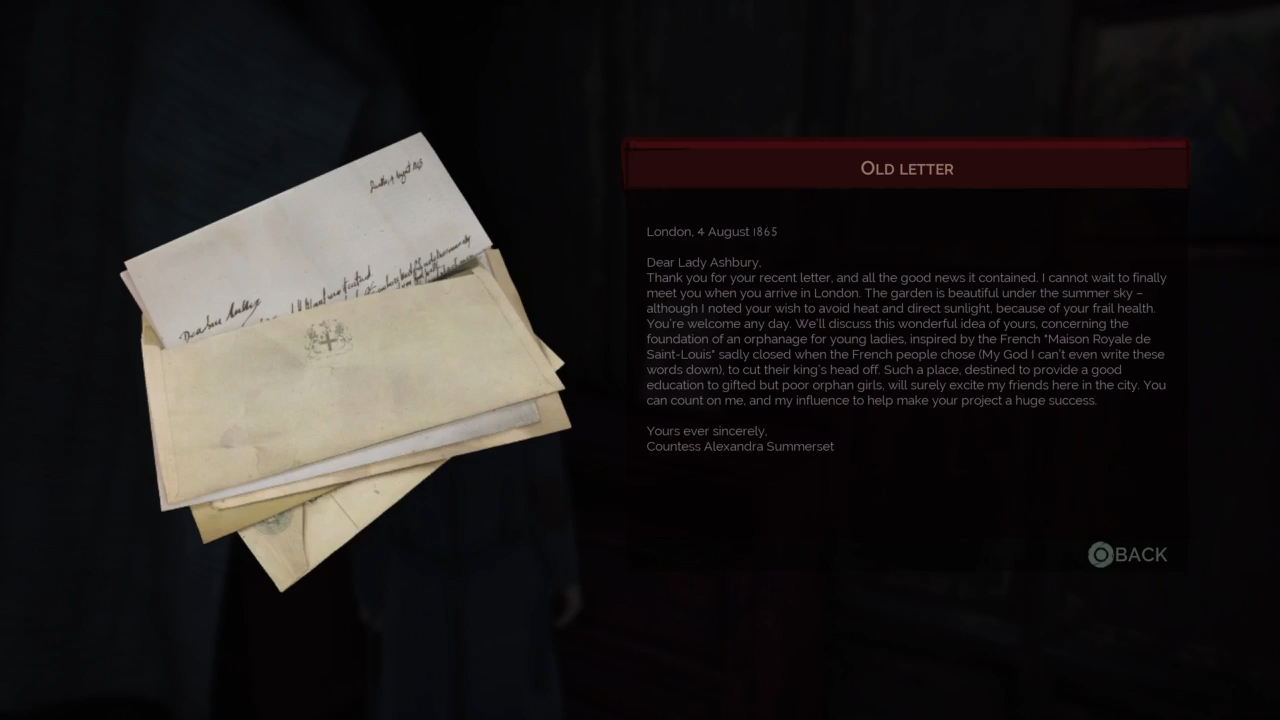 London, 4 August 1865
OLD LETTER
London, 4 August 1865
Dear Lady Ashbury,
Thank you for your recent letter, and all the good news it contained. I cannot wait to finally
meet you when you arrive in London. The garden is beautiful under the summer sky –
although I noted your wish to avoid heat and direct sunlight, because of your frail health.
You're welcome any day. We'll discuss this wonderful idea of yours, concerning the
foundation of an orphanage for young ladies, inspired by the French "Maison Royale de
Saint-Louis" sadly closed when the French people chose (My God I can't even write these
words down), to cut their king's head off. Such a place, destined to provide a good
education to gifted but poor orphan girls, will surely excite my friends here in the city. You
can count on me, and my influence to help make your project a huge success.
Yours ever sincerely,
Countess Alexandra Summerset
BACK